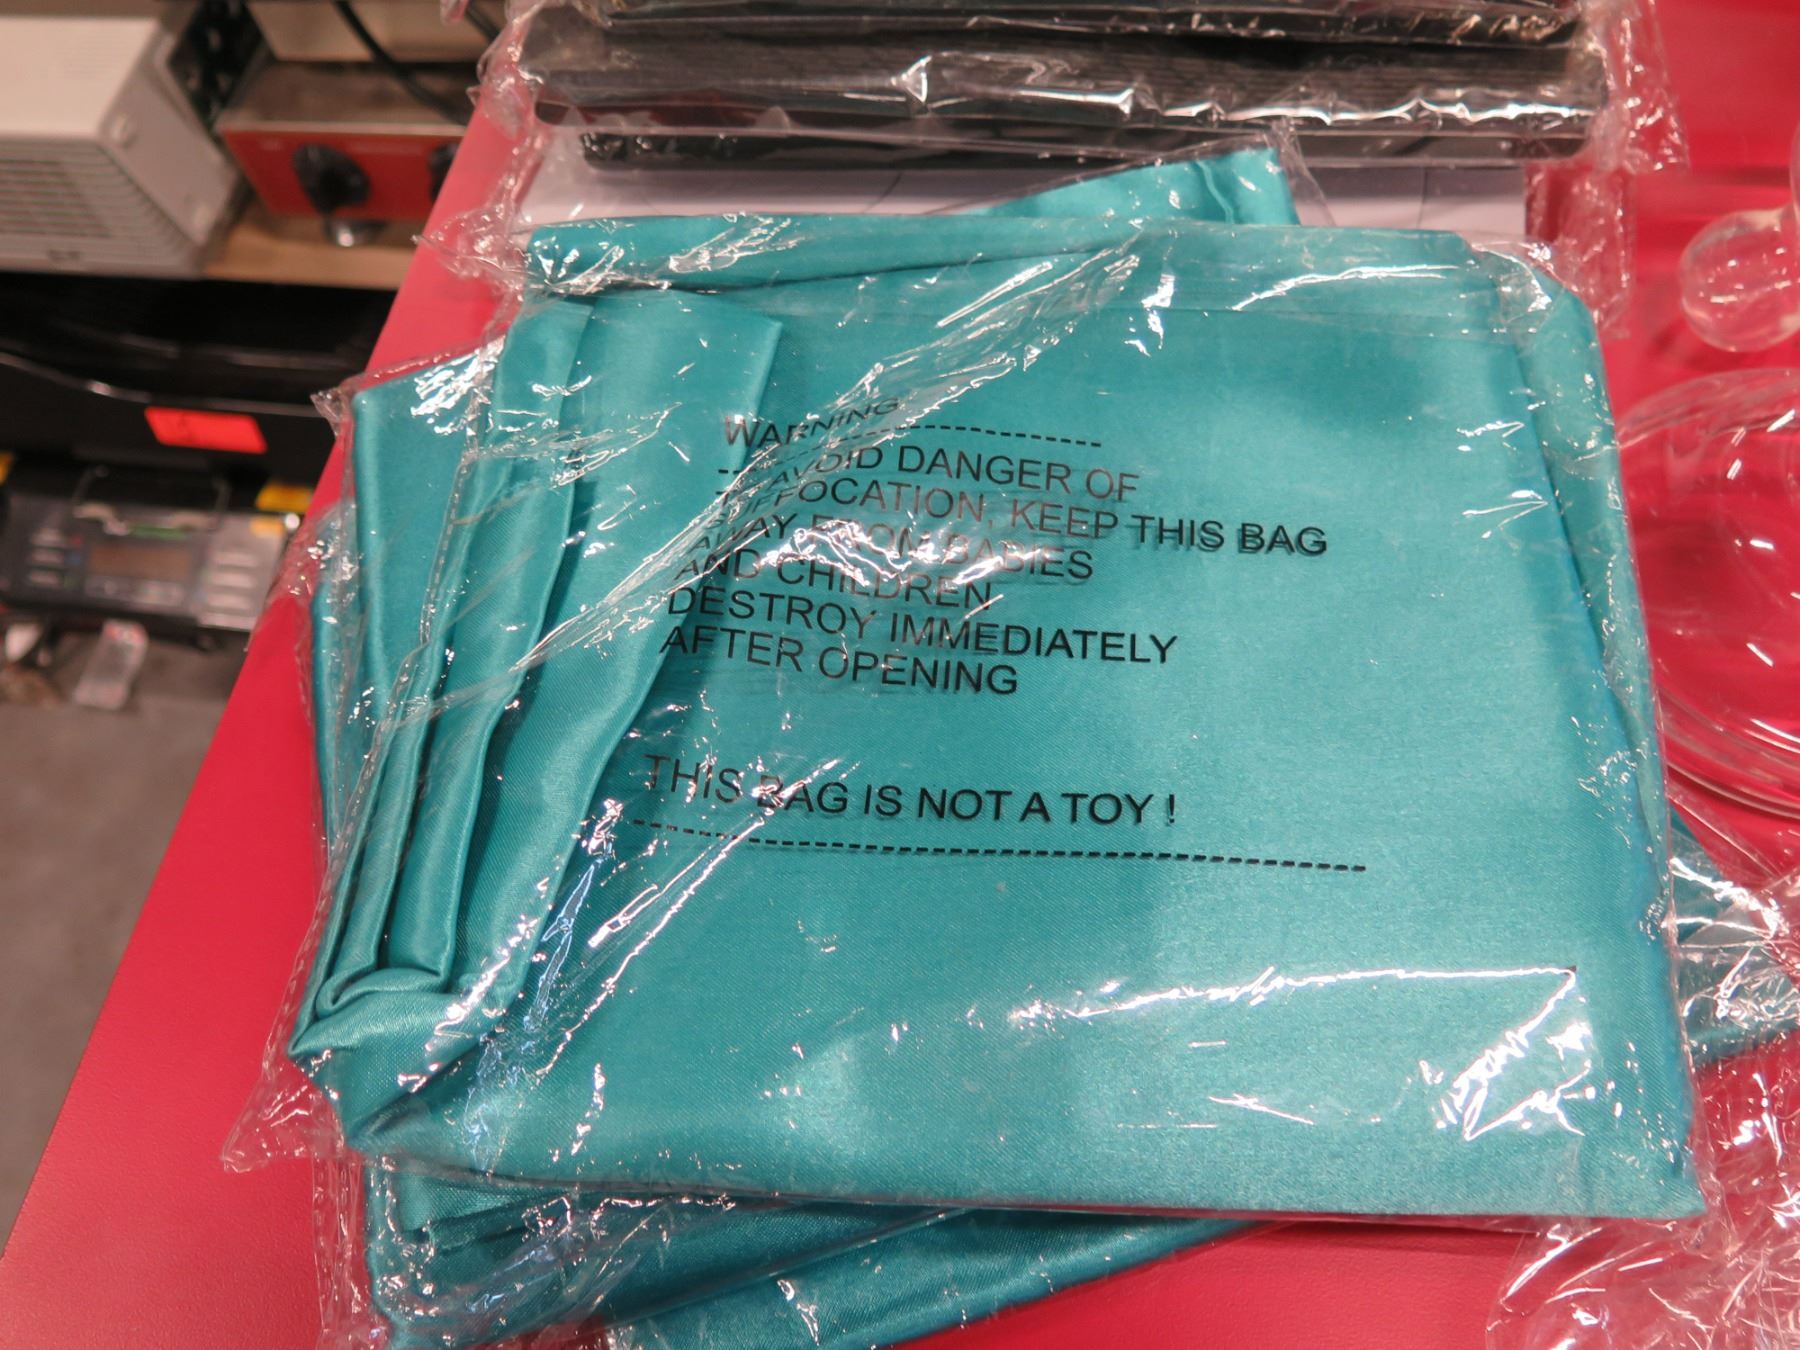 WARNING
TO AVOID DANGER OF
SUFFOCATION, KEEP THIS BAG
AWAY FROM BABIES
AND CHILDREN
DESTROY IMMEDIATELY
AFTER OPENING
THIS BAG IS NOT A TOY !